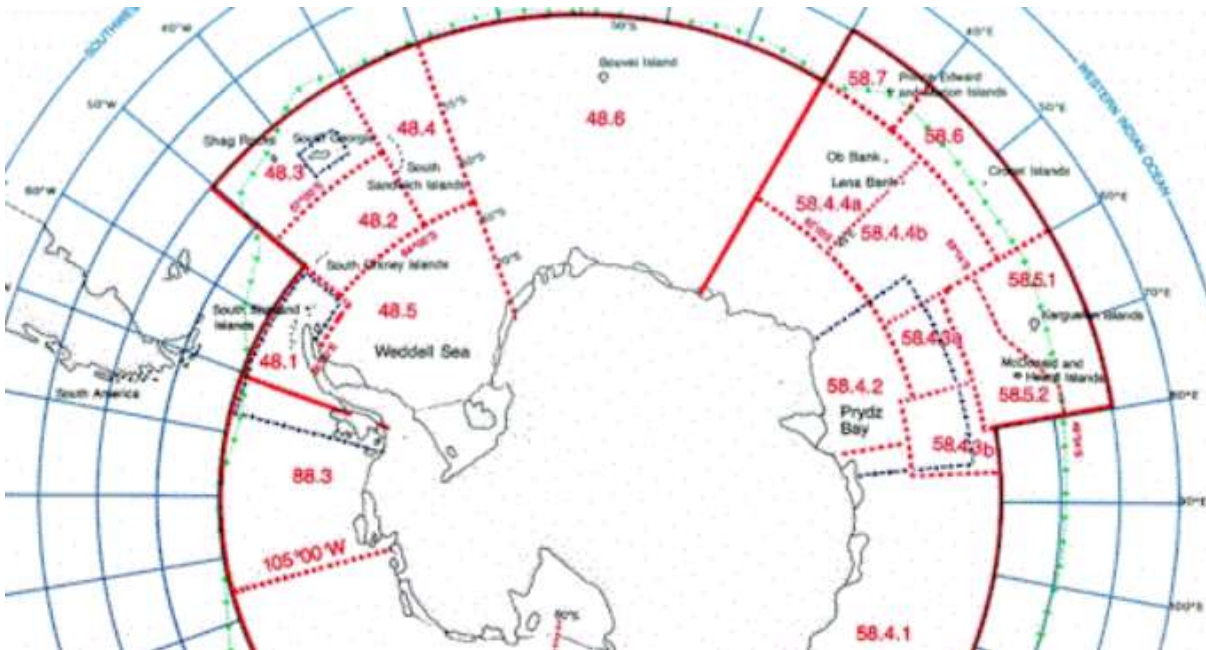 SOUTHWEST
40°W
50°S
40°E
58.7
Prince Edward
and Marion Islands
Bouvet Island
WESTERN INDIAN OCEAN
50°W
50°E
48.4
48.6
Shag Rocks
South Georgia
58.6
60°S
Ob Bank
48.3
South
Sandwich Islands
Crozet Islands
Lena Bank
60°W
60°E
48.2
58.4.4a
58.4.4b
South Orkney Islands
70°S
58.5.1
70°E
48.5
South Shetland
Islands
Kerguelen Islands
58.4.3a
Weddell Sea
48.1
McDonald and
Heard Islands
58.4.2
South America
58.5.2
80°E
Prydz
Bay
58.4.3b
88.3
90°E
105°00'W
80°S
100°E
58.4.1